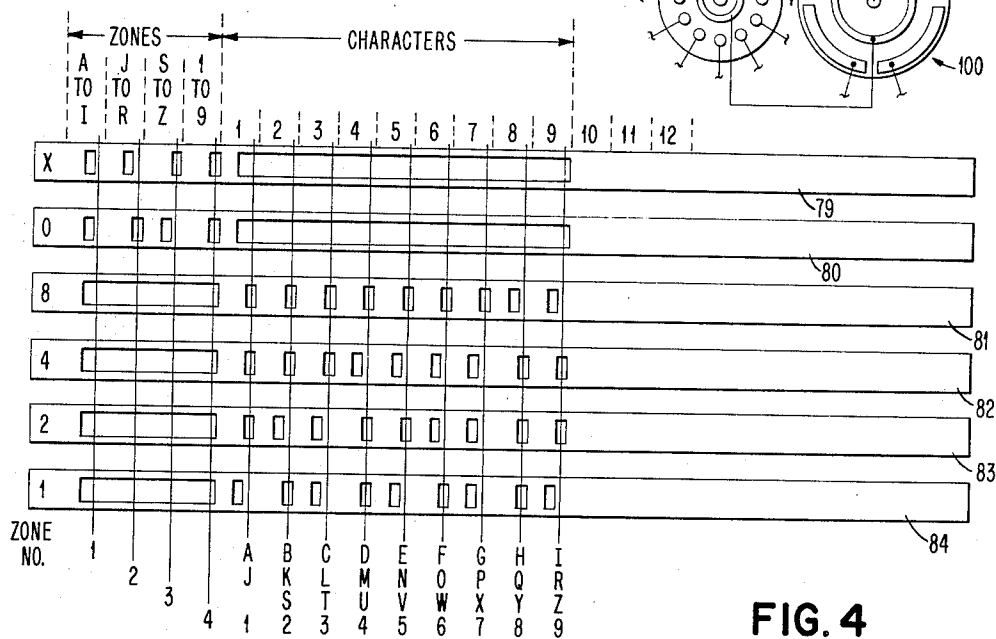 ZONES
CHARACTERS
A TO I
J TO R
S TO Z
1 TO 9
1 2 3 4 5 6 7 8 9 10 11 12
100
X
79
0
80
8
81
4
82
2
83
1
84
ZONE NO.
1
2
3
4
A J 1
B K S 2
C L T 3
D M U 4
E N V 5
F O W 6
G P X 7
H Q Y 8
I R Z 9
FIG. 4